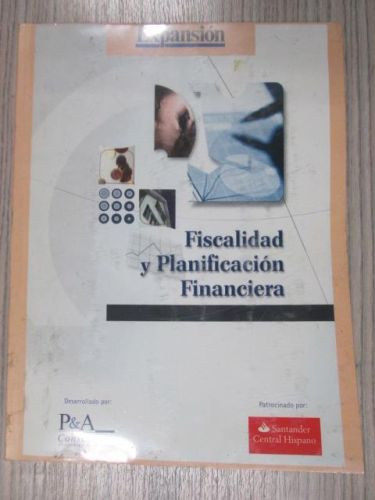 Expansión
Fiscalidad
y Planificación
Financiera
Desarrollado por:
P&A
Patrocinado por:
Santander
Central Hispano